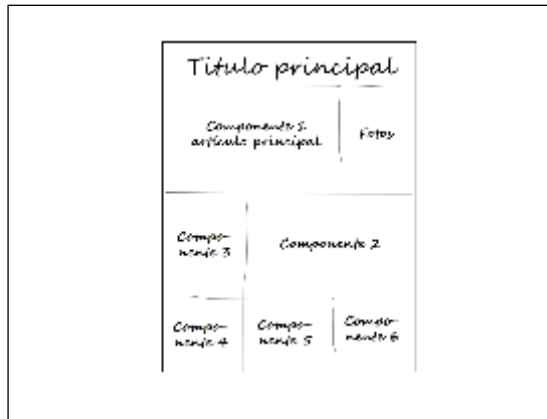 Titulo principal
Componente 1
artículo principal
Fotos
Compo-
nente 3
Componente 2
Compo-
nente 4
Compo-
nente 5
Compo-
nente 6